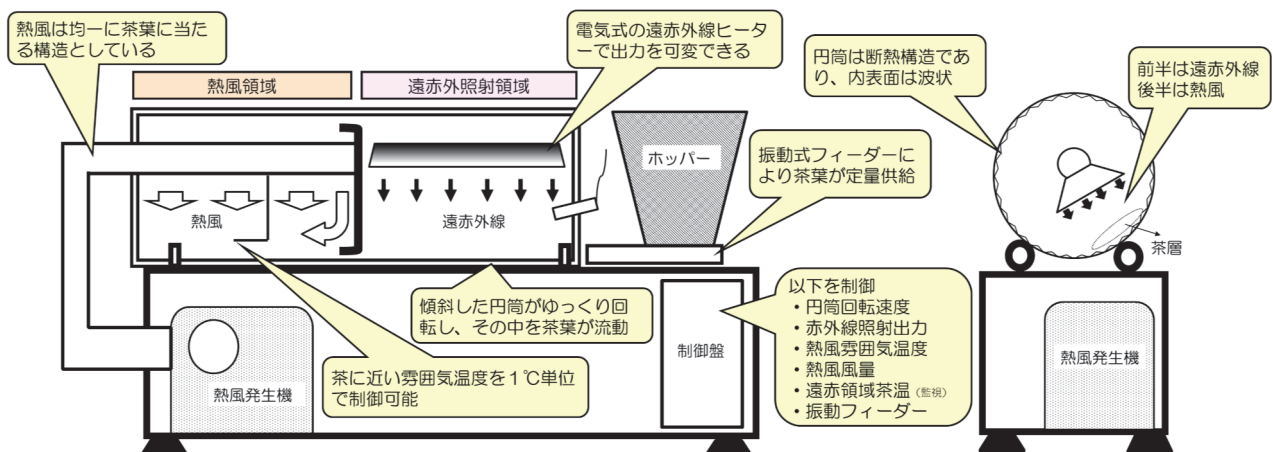 熱風は均一に茶葉に当た
る構造としている
電気式の遠赤外線ヒータ
ーで出力を可変できる
円筒は断熱構造であ
り、内表面は波状
前半は遠赤外線
後半は熱風
熱風領域
遠赤外照射領域
ホッパー
振動式フィーダーに
より茶葉が定量供給
熱風
遠赤外線
茶層
傾斜した円筒がゆっくり回
転し、その中を茶葉が流動
以下を制御
・円筒回転速度
・赤外線照射出力
・熱風雰囲気温度
・熱風風量
・遠赤領域茶温（監視）
・振動フィーダー
制御盤
熱風発生機
茶に近い雰囲気温度を１℃単位
で制御可能
熱風発生機